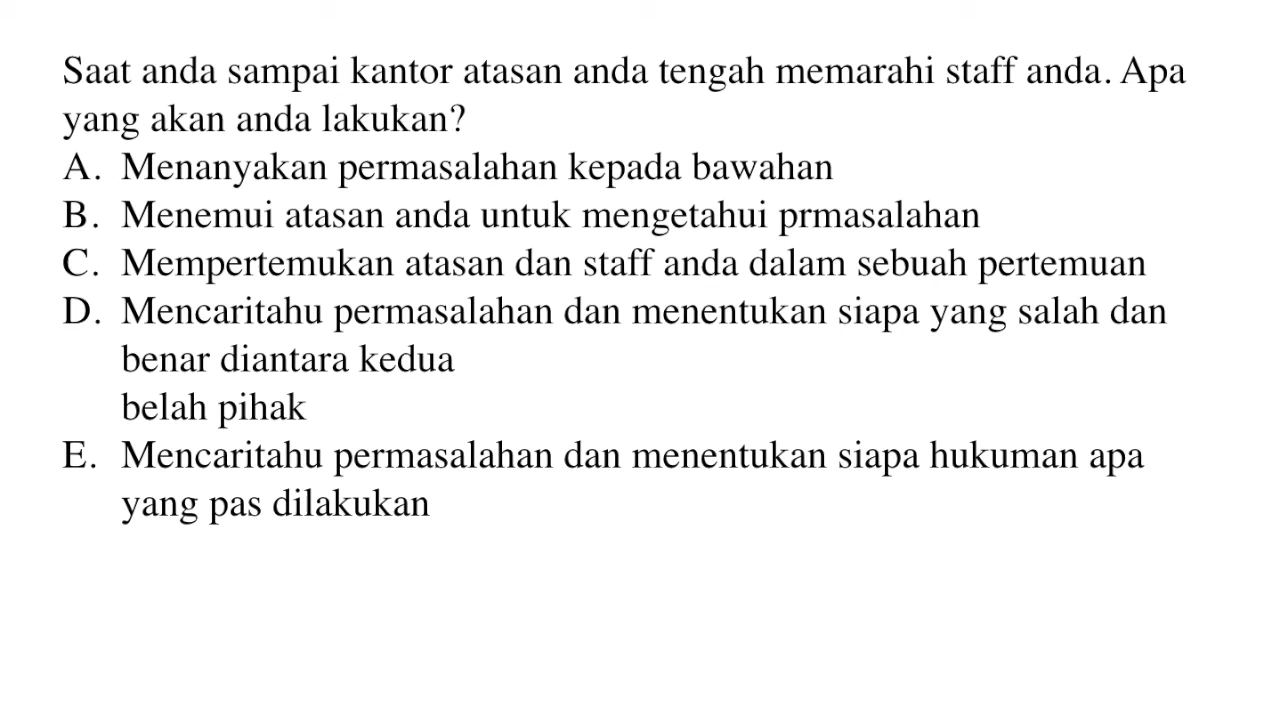 Saat anda sampai kantor atasan anda tengah memarahi staff anda. Apa
yang akan anda lakukan?
A. Menanyakan permasalahan kepada bawahan
B. Menemui atasan anda untuk mengetahui prmasalahan
C. Mempertemukan atasan dan staff anda dalam sebuah pertemuan
D. Mencaritahu permasalahan dan menentukan siapa yang salah dan
benar diantara kedua
belah pihak
E. Mencaritahu permasalahan dan menentukan siapa hukuman apa
yang pas dilakukan